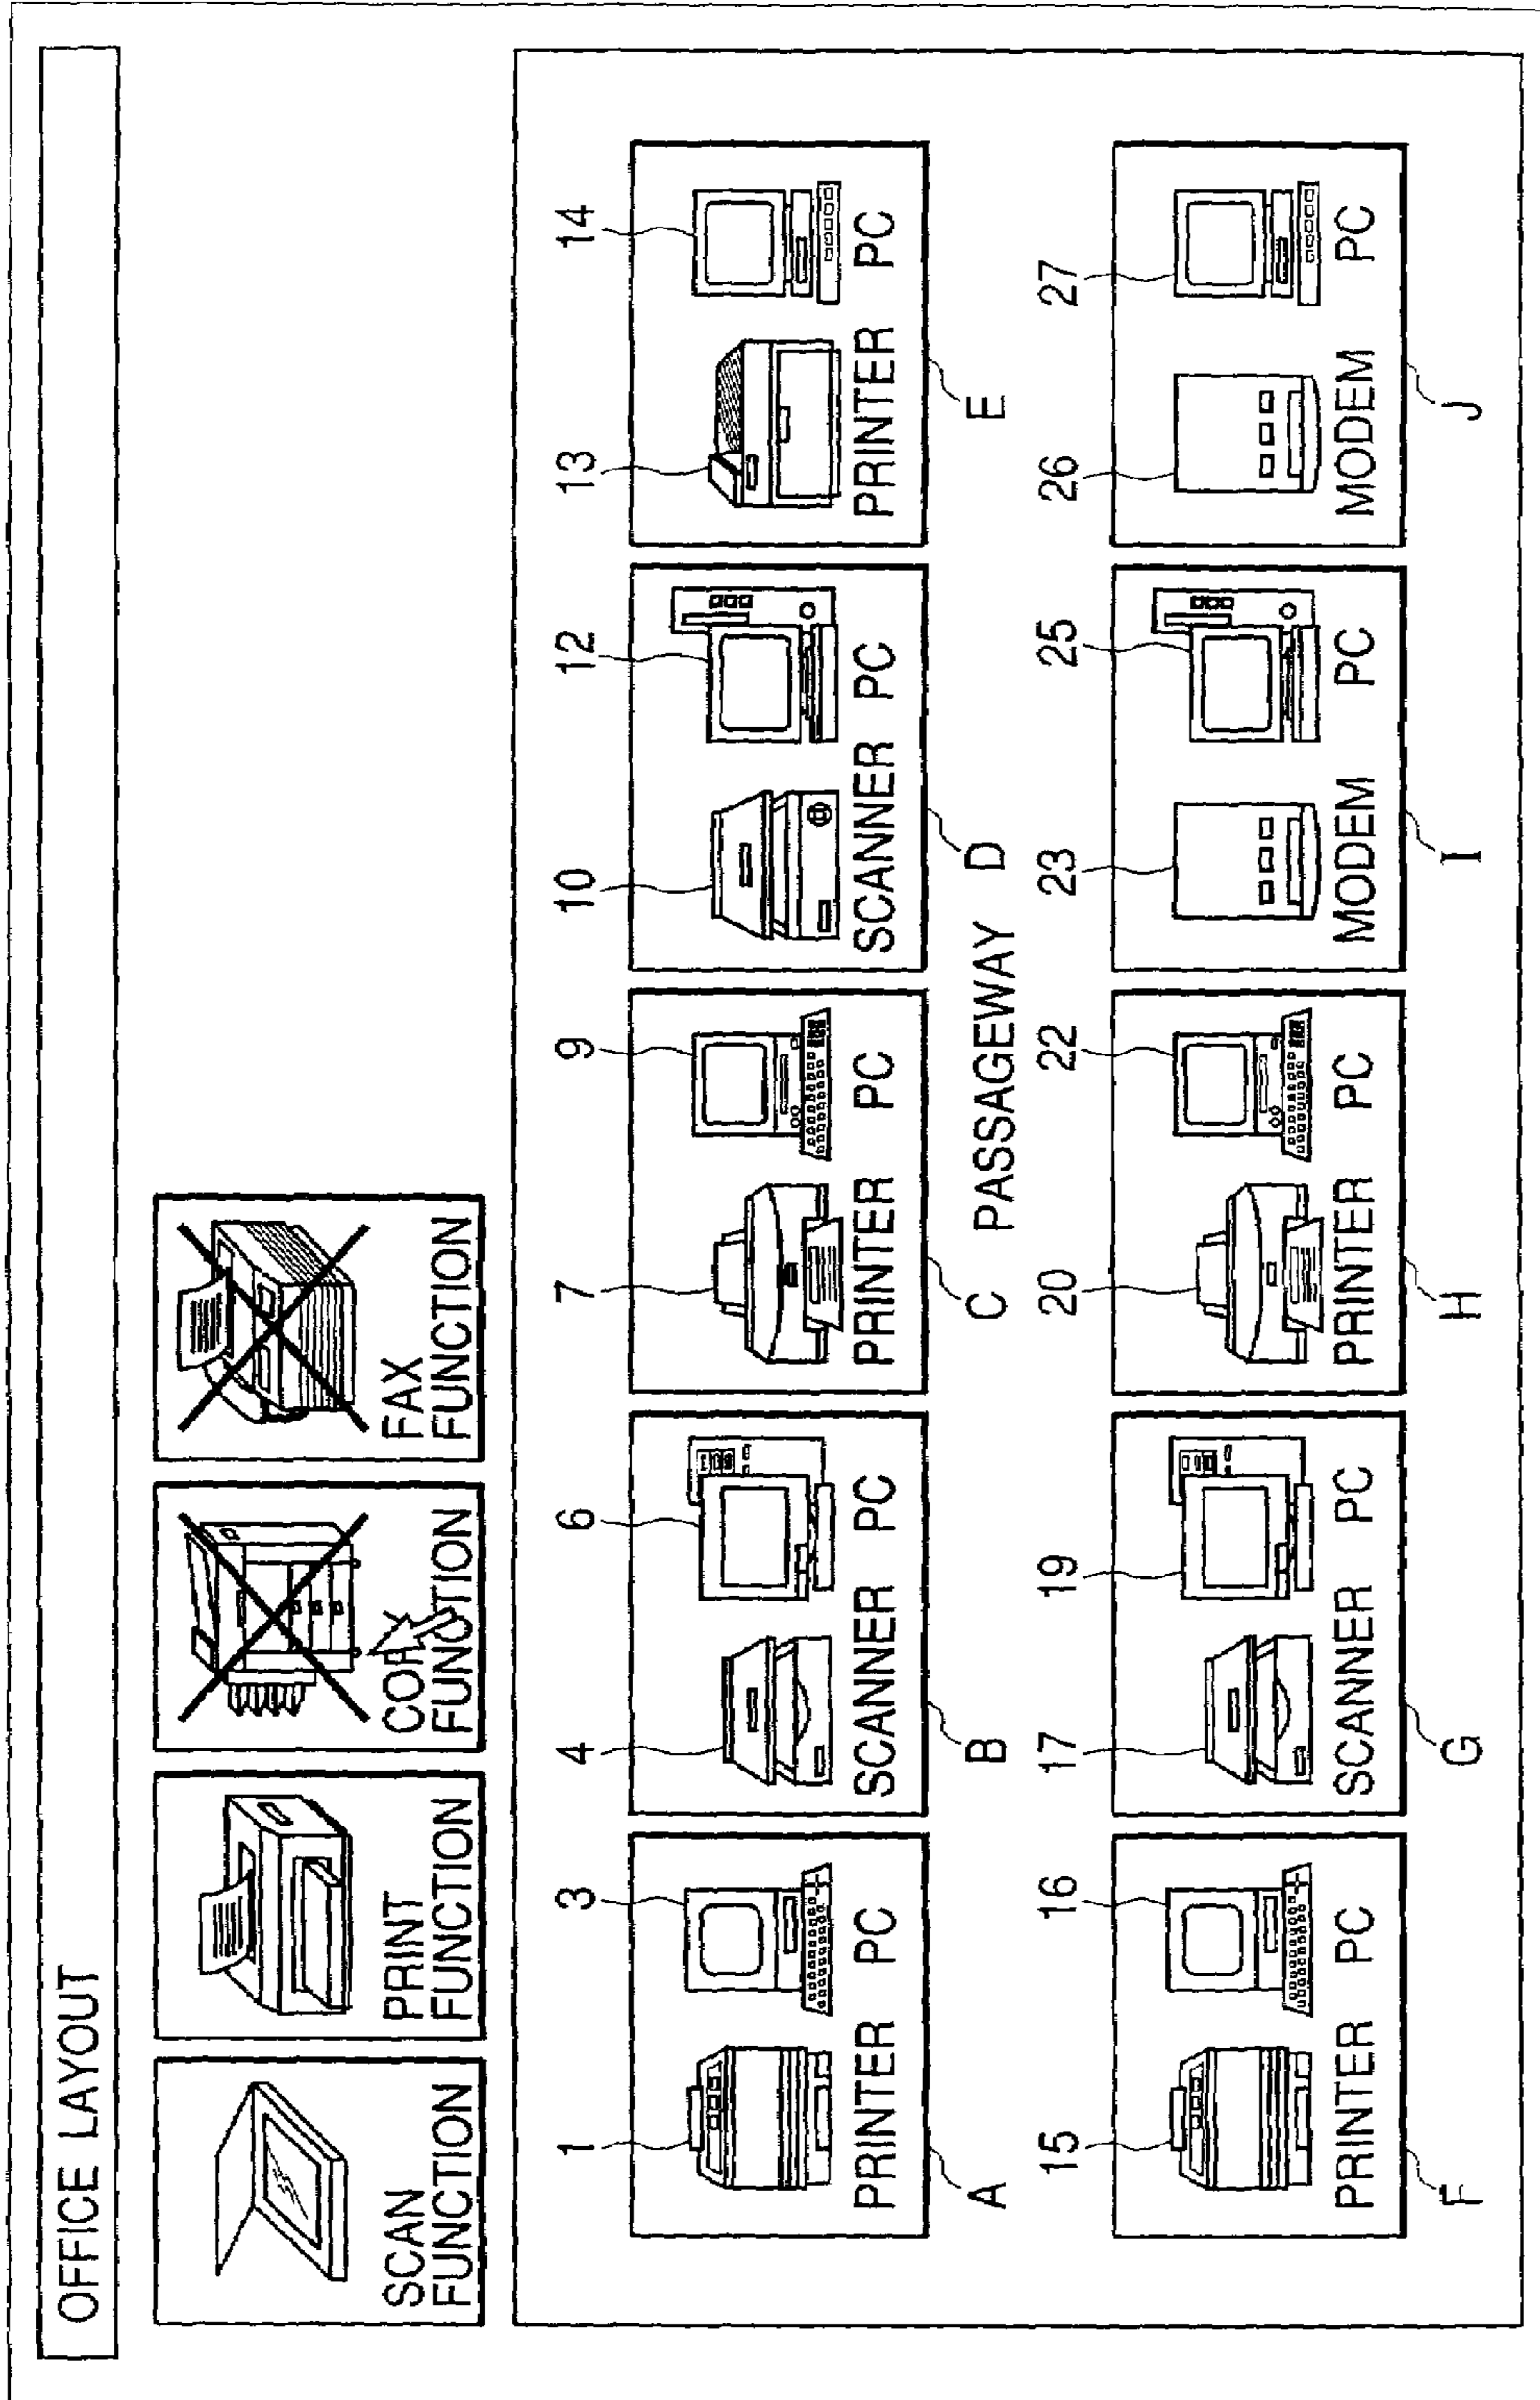 OFFICE LAYOUT
SCAN
FUNCTION
PRINT
FUNCTION
COPY
FUNCTION
FAX
FUNCTION
1 3 4 6 7 9 10 12 13 14
PRINTER PC SCANNER PC PRINTER PC SCANNER PC PRINTER PC
A B C D E
PASSAGEWAY
15 16 17 19 20 22 23 25 26 27
PRINTER PC SCANNER PC PRINTER PC MODEM PC MODEM PC
F G H I J